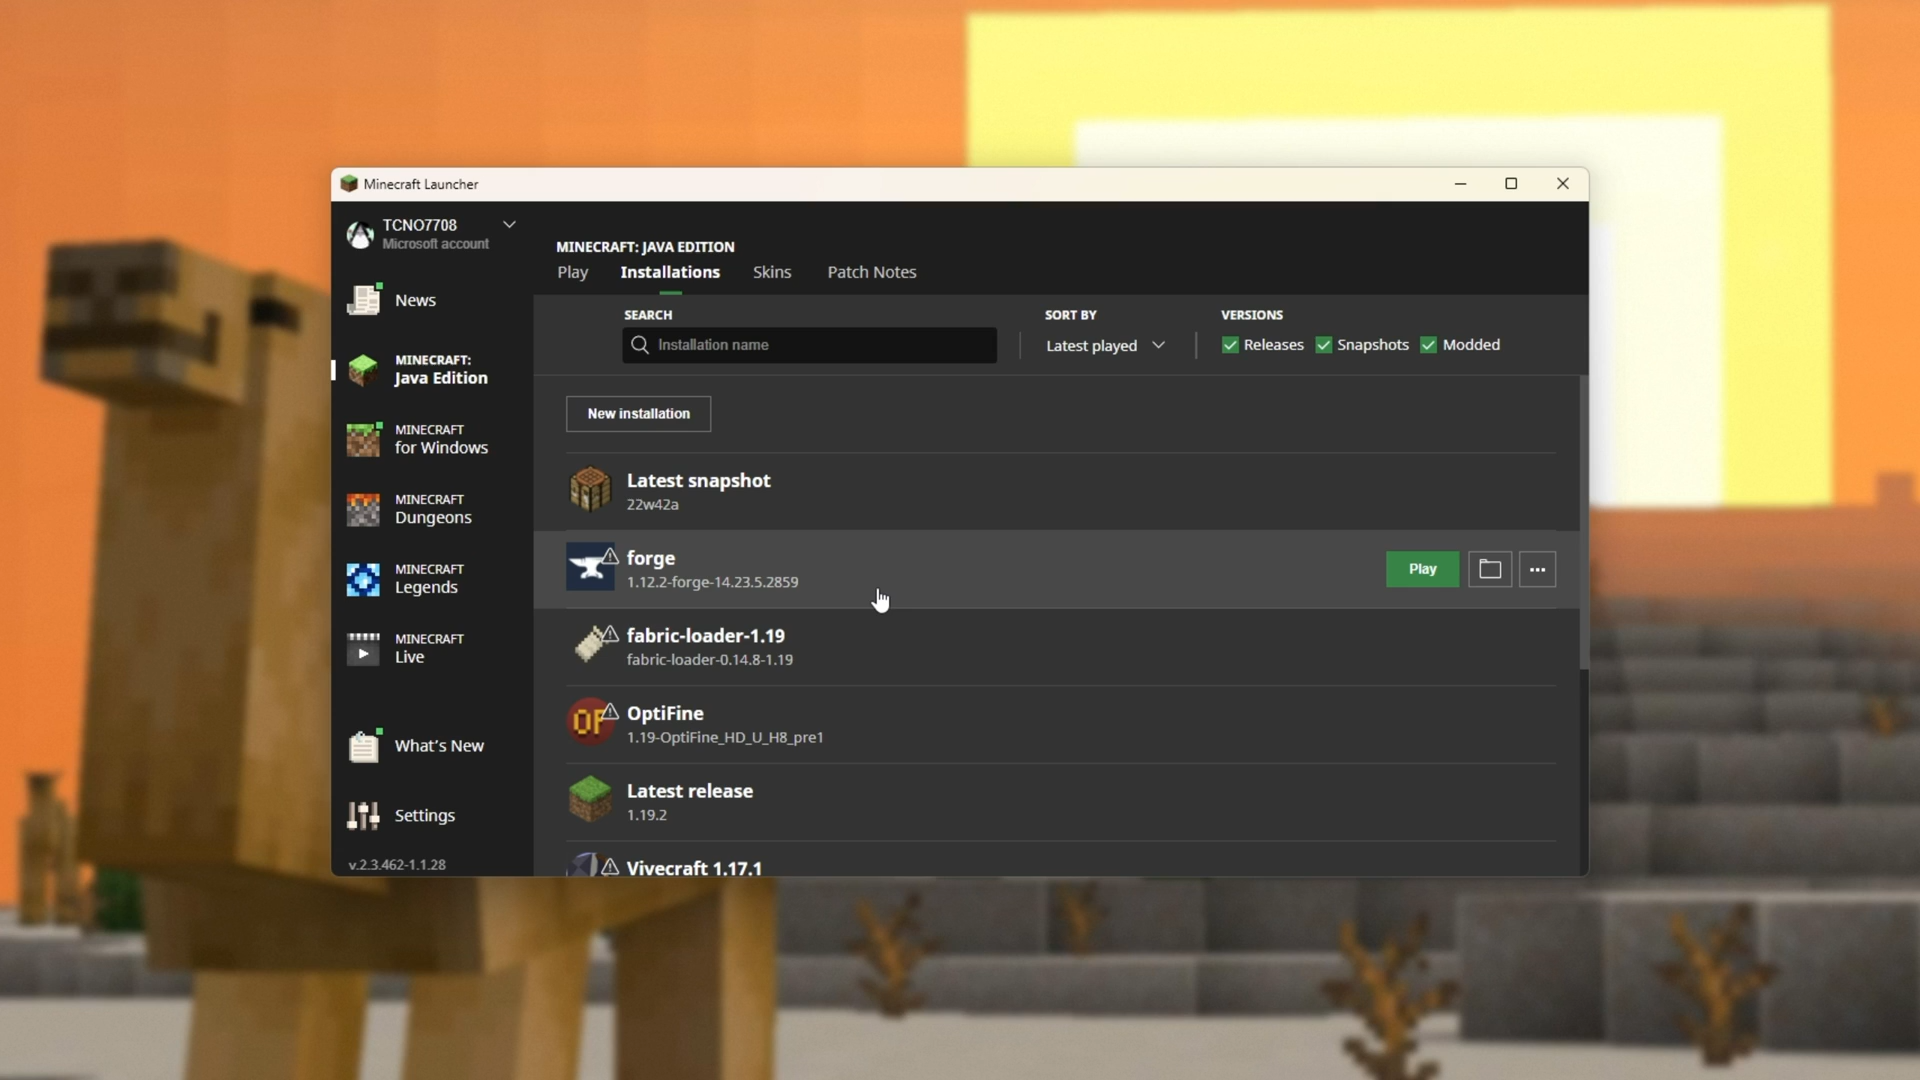 Minecraft Launcher
TCNO7708
Microsoft account
News
MINECRAFT:
Java Edition
MINECRAFT
for Windows
MINECRAFT
Dungeons
MINECRAFT
Legends
MINECRAFT
Live
What's New
Settings
v.2.3.462-1.1.28
MINECRAFT: JAVA EDITION
Play Installations Skins Patch Notes
SEARCH SORT BY VERSIONS
Installation name Latest played Releases Snapshots Modded
New installation
Latest snapshot
22w42a
forge
1.12.2-forge-14.23.5.2859
Play
fabric-loader-1.19
fabric-loader-0.14.8-1.19
OF
OptiFine
1.19-OptiFine_HD_U_H8_pre1
Latest release
1.19.2
Vivecraft 1.17.1